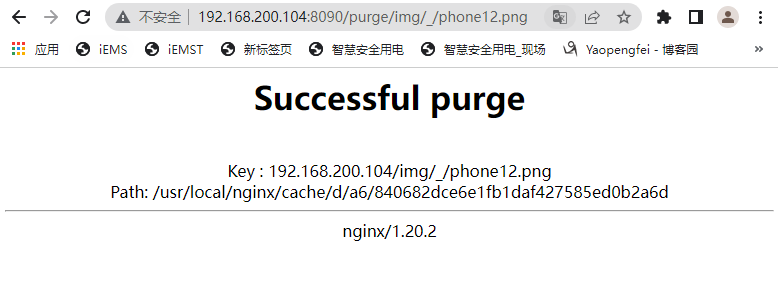 不安全 192.168.200.104:8090/purge/img/_/phone12.png
应用 iEMS iEMST 新标签页 智慧安全用电 智慧安全用电_现场 Yaopengfei - 博客园 »
Successful purge
Key : 192.168.200.104/img/_/phone12.png
Path: /usr/local/nginx/cache/d/a6/840682dce6e1fb1daf427585ed0b2a6d
nginx/1.20.2